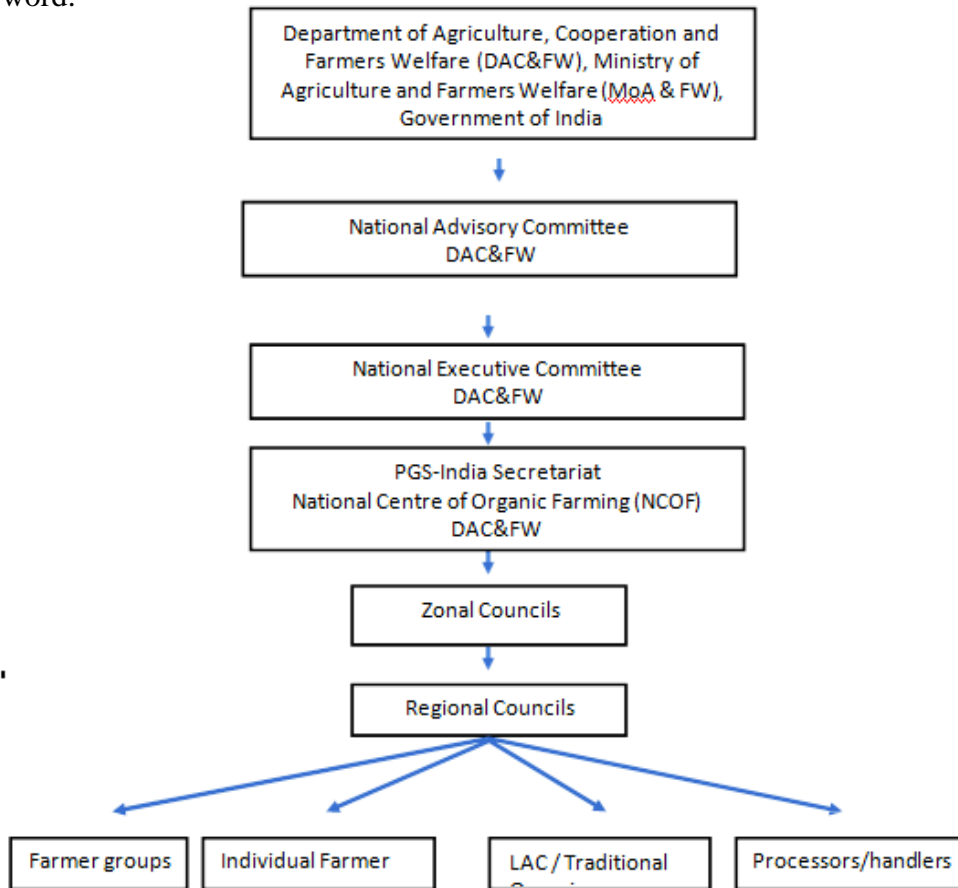 word.
Department of Agriculture, Cooperation and
Farmers Welfare (DAC&FW), Ministry of
Agriculture and Farmers Welfare (MoA & FW),
Government of India
National Advisory Committee
DAC&FW
National Executive Committee
DAC&FW
PGS-India Secretariat
National Centre of Organic Farming (NCOF)
DAC&FW
Zonal Councils
Regional Councils
Farmer groups
Individual Farmer
LAC / Traditional
Processors/handlers